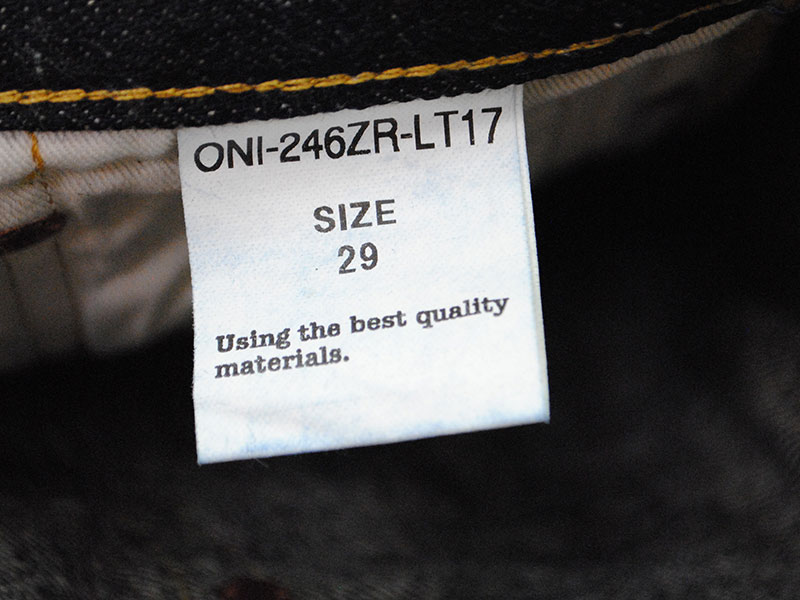 ONI-246ZR-LT17
SIZE
29
Using the best quality
materials.